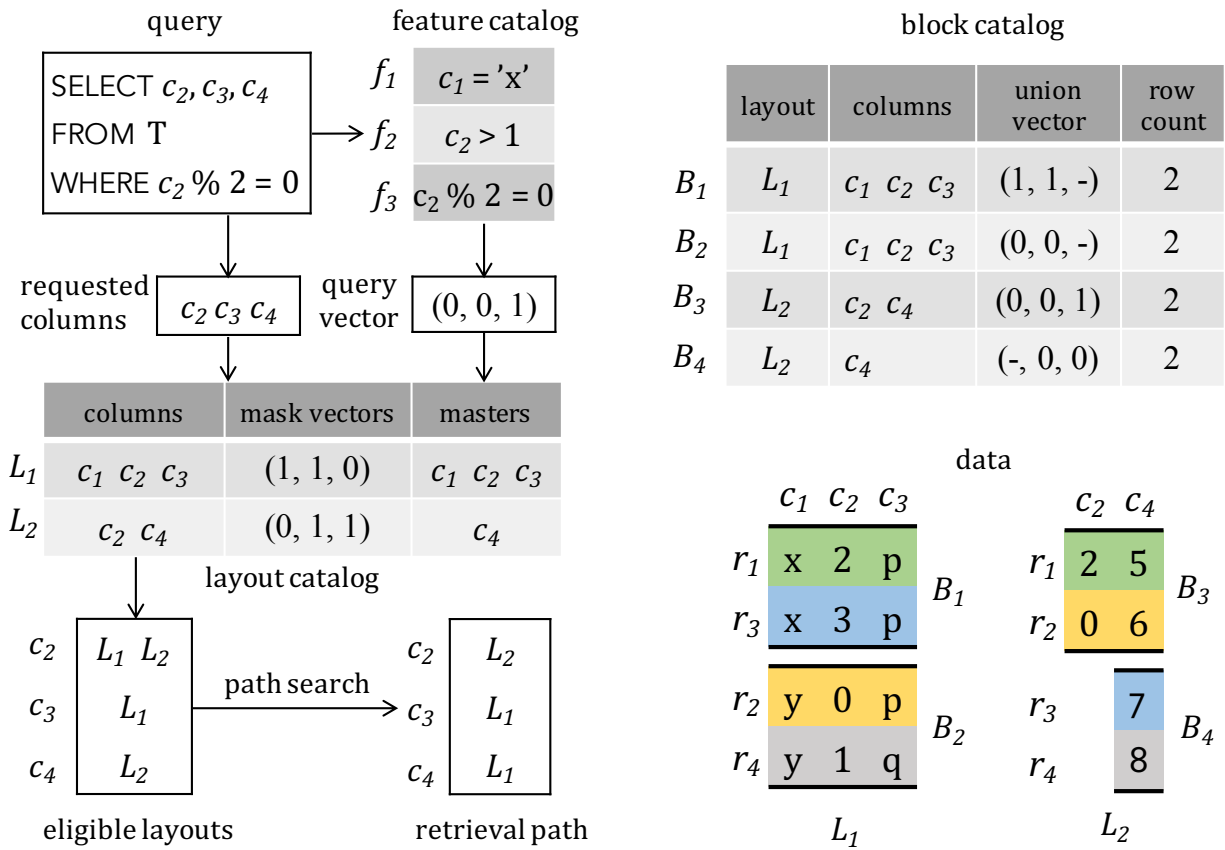 query
SELECT c2, c3, c4
FROM T
WHERE c2 % 2 = 0
feature catalog
f1 c1 = 'x'
f2 c2 > 1
f3 c2 % 2 = 0
requested
columns
c2 c3 c4
query
vector
(0, 0, 1)
columns mask vectors masters
L1 c1 c2 c3 (1, 1, 0) c1 c2 c3
L2 c2 c4 (0, 1, 1) c4
layout catalog
c2 L1 L2
c3 L1
c4 L2
eligible layouts
path search
c2 L2
c3 L1
c4 L1
retrieval path
block catalog
layout columns union vector row count
B1 L1 c1 c2 c3 (1, 1, -) 2
B2 L1 c1 c2 c3 (0, 0, -) 2
B3 L2 c2 c4 (0, 0, 1) 2
B4 L2 c4 (-, 0, 0) 2
data
c1 c2 c3
r1 x 2 p
r3 x 3 p
B1
r2 y 0 p
r4 y 1 q
B2
L1
c2 c4
r1 2 5
r2 0 6
B3
r3 7
r4 8
B4
L2